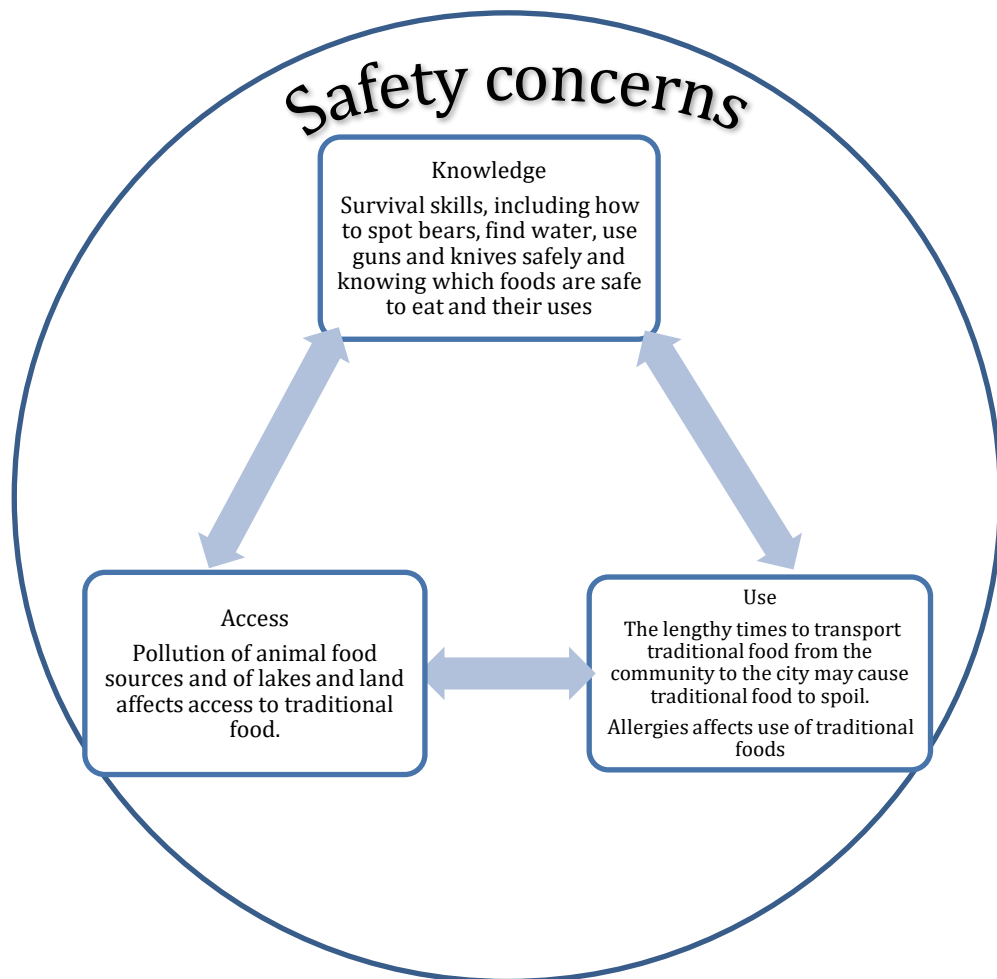 Safety concerns
Knowledge
Survival skills, including how
to spot bears, find water, use
guns and knives safely and
knowing which foods are safe
to eat and their uses
Access
Pollution of animal food
sources and of lakes and land
affects access to traditional
food.
Use
The lengthy times to transport
traditional food from the
community to the city may cause
traditional food to spoil.
Allergies affects use of traditional
foods